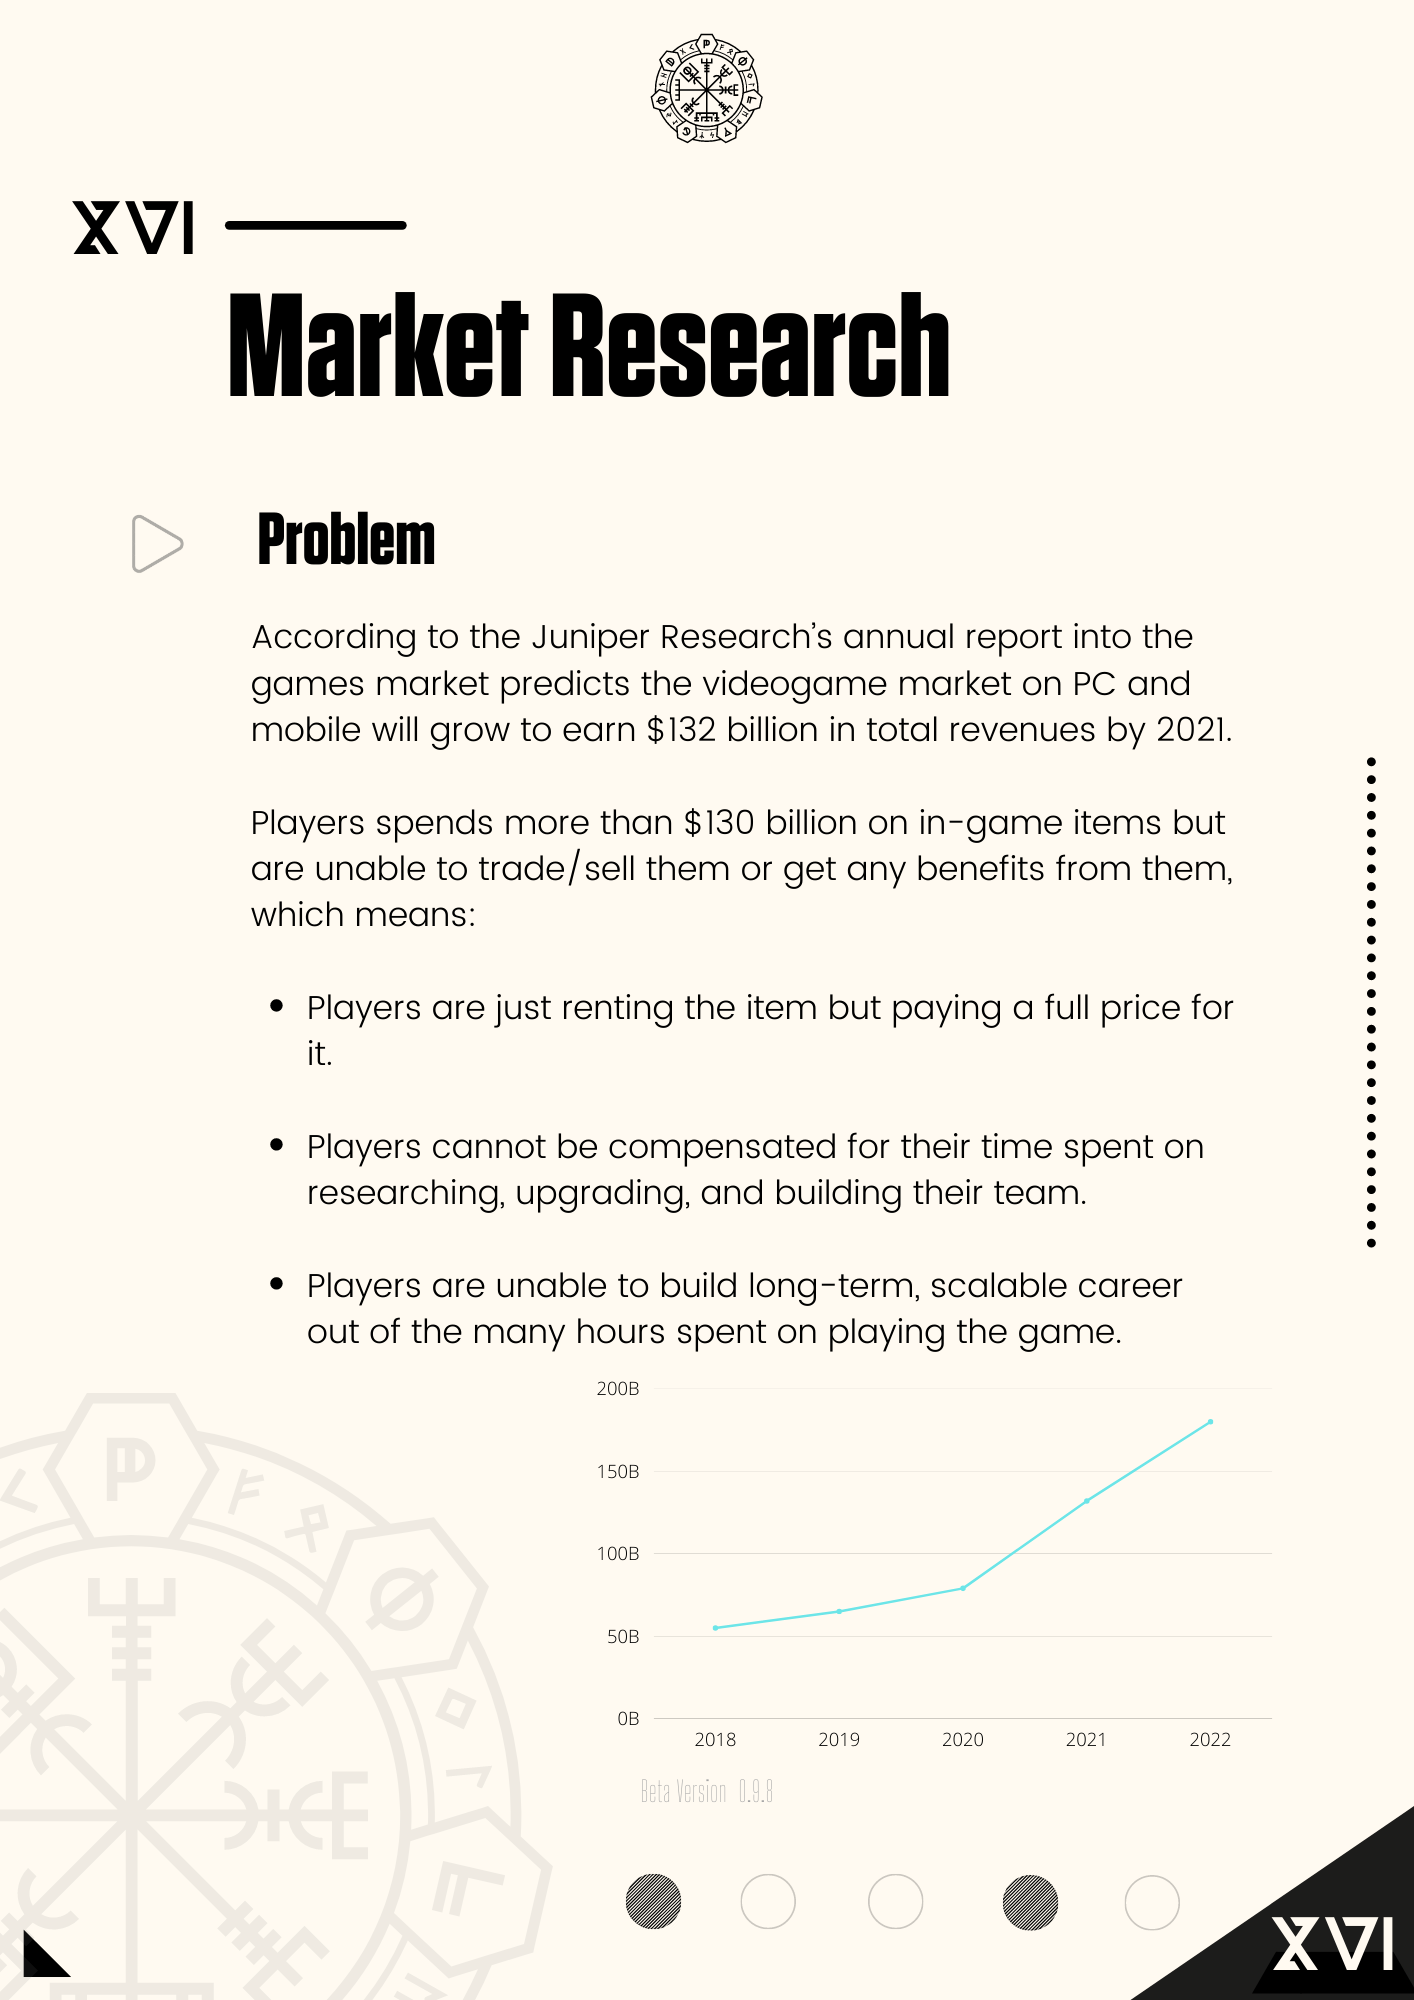 XVI
Market Research
Problem
According to the Juniper Research’s annual report into the
games market predicts the videogame market on PC and
mobile will grow to earn $132 billion in total revenues by 2021.
Players spends more than $130 billion on in-game items but
are unable to trade/sell them or get any benefits from them,
which means:
• Players are just renting the item but paying a full price for
it.
• Players cannot be compensated for their time spent on
researching, upgrading, and building their team.
• Players are unable to build long-term, scalable career
out of the many hours spent on playing the game.
200B
150B
100B
50B
0B
2018 2019 2020 2021 2022
Beta Version 0.9.8
XVI